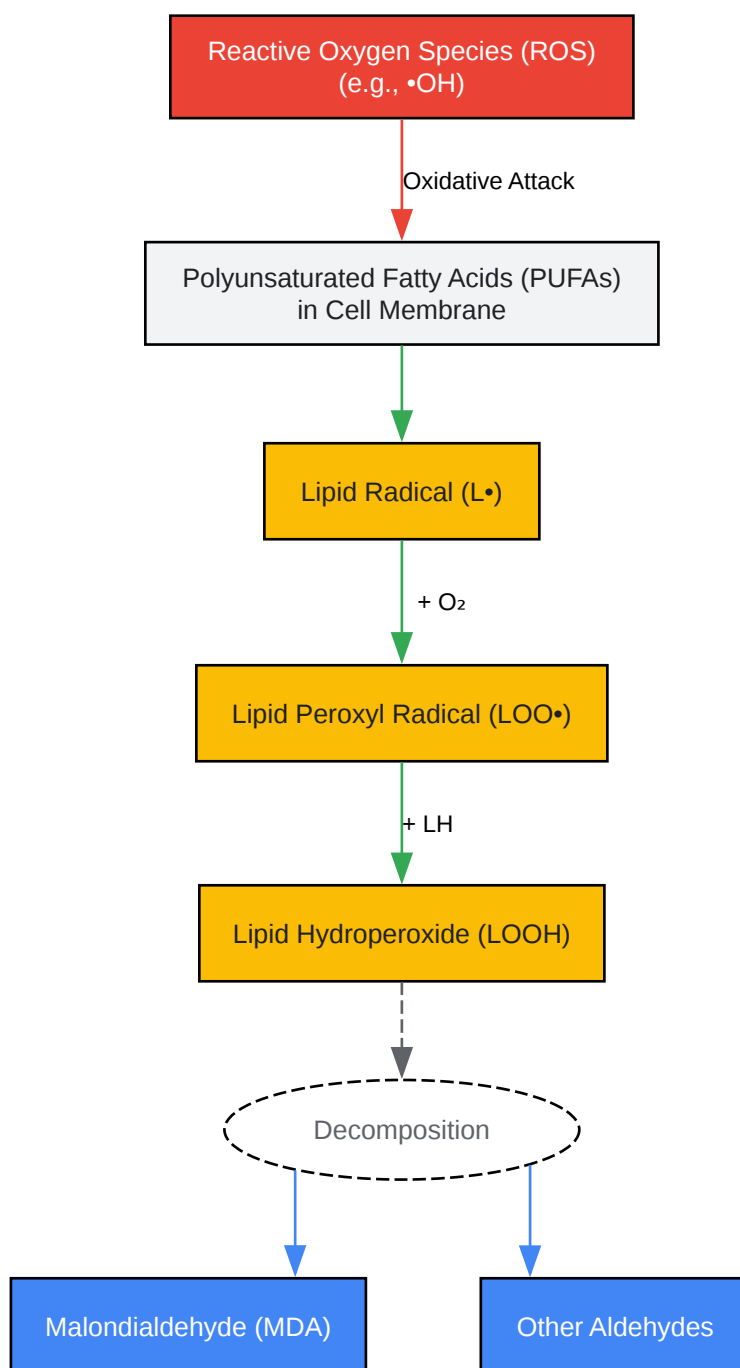 Reactive Oxygen Species (ROS)
(e.g., •OH)
Oxidative Attack
Polyunsaturated Fatty Acids (PUFAs)
in Cell Membrane
Lipid Radical (L•)
+ O₂
Lipid Peroxyl Radical (LOO•)
+ LH
Lipid Hydroperoxide (LOOH)
Decomposition
Malondialdehyde (MDA)
Other Aldehydes